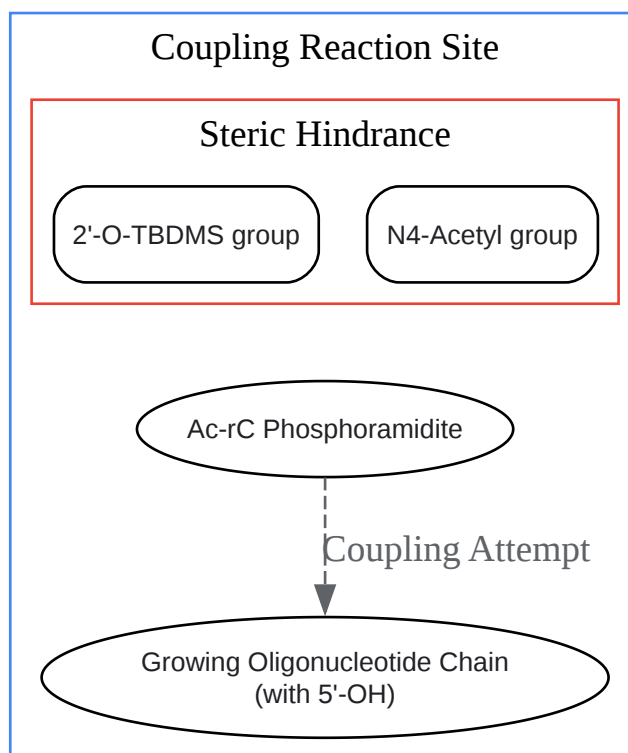 Coupling Reaction Site
Steric Hindrance
2'-O-TBDMS group
N4-Acetyl group
Ac-rC Phosphoramidite
Coupling Attempt
Growing Oligonucleotide Chain
(with 5'-OH)